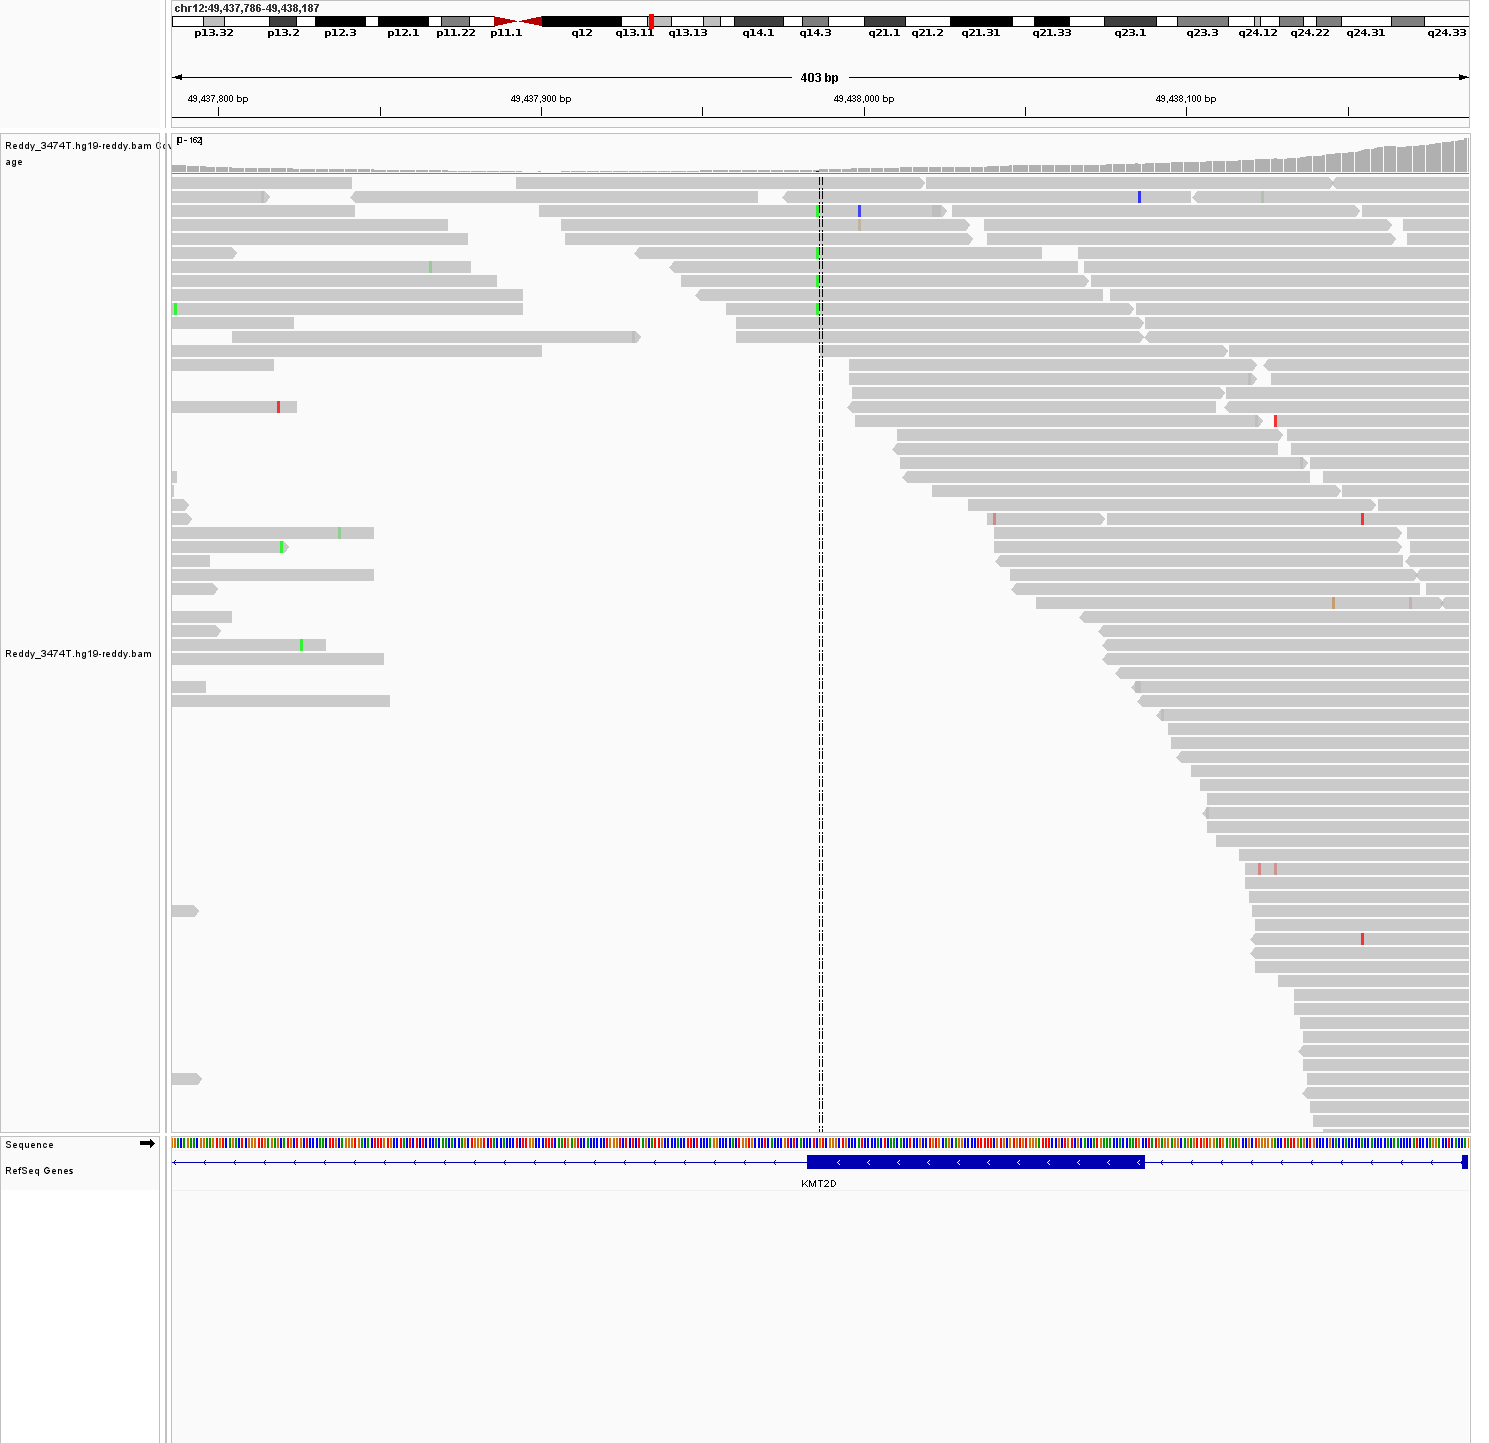 chr12:49,437,786-49,438,187
p13.32 p13.2 p12.3 p12.1 p11.22 p11.1 q12 q13.11 q13.13 q14.1 q14.3 q21.1 q21.2 q21.31 q21.33 q23.1 q23.3 q24.12 q24.22 q24.31 q24.33
403 bp
49,437,800 bp 49,437,900 bp 49,438,000 bp 49,438,100 bp
[0 - 162]
Reddy_3474T.hg19-reddy.bam Cov
age
Reddy_3474T.hg19-reddy.bam
Sequence
RefSeq Genes
KMT2D